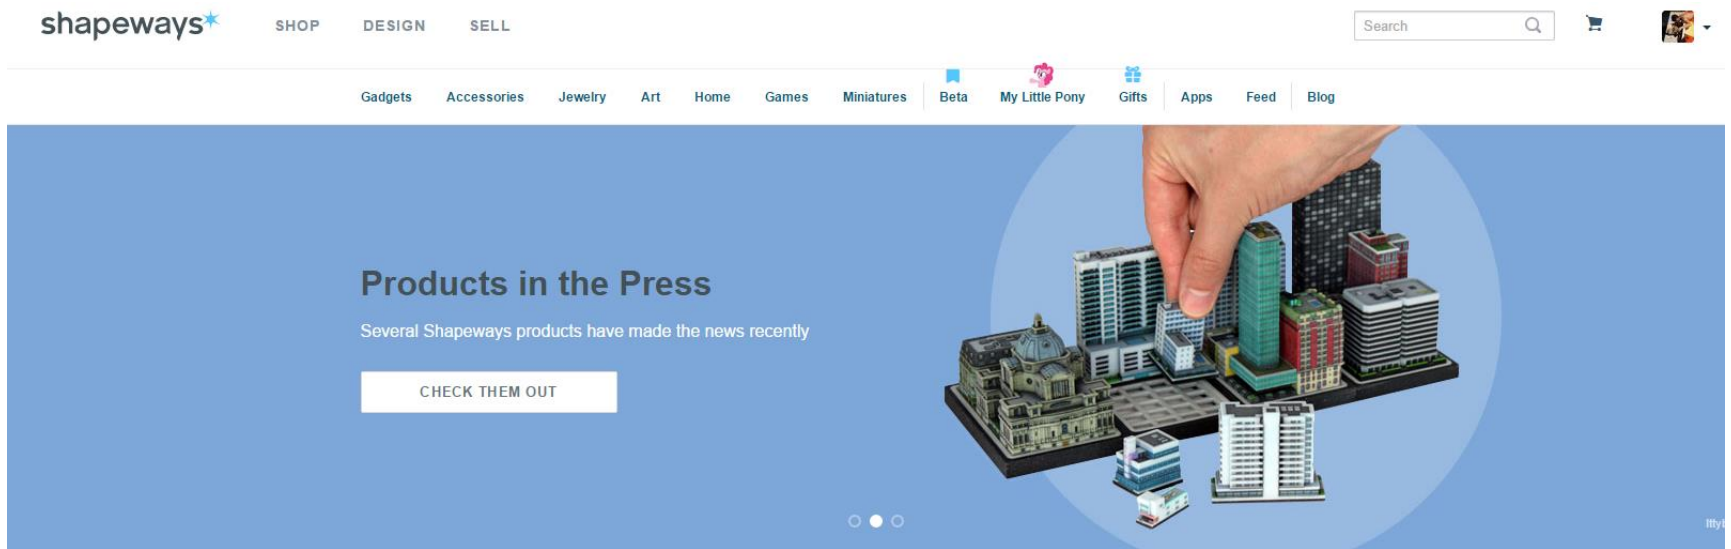 shapeways
SHOP DESIGN SELL
Search
Gadgets Accessories Jewelry Art Home Games Miniatures Beta My Little Pony Gifts Apps Feed Blog
Products in the Press
Several Shapeways products have made the news recently
CHECK THEM OUT